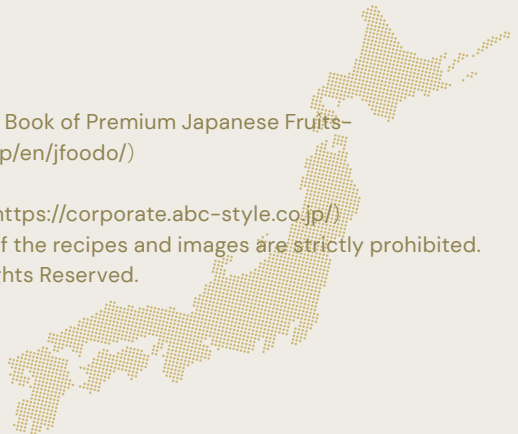 Book of Premium Japanese Fruits-
p/en/jfoodo/)
https://corporate.abc-style.co.jp/)
f the recipes and images are strictly prohibited.
ghts Reserved.